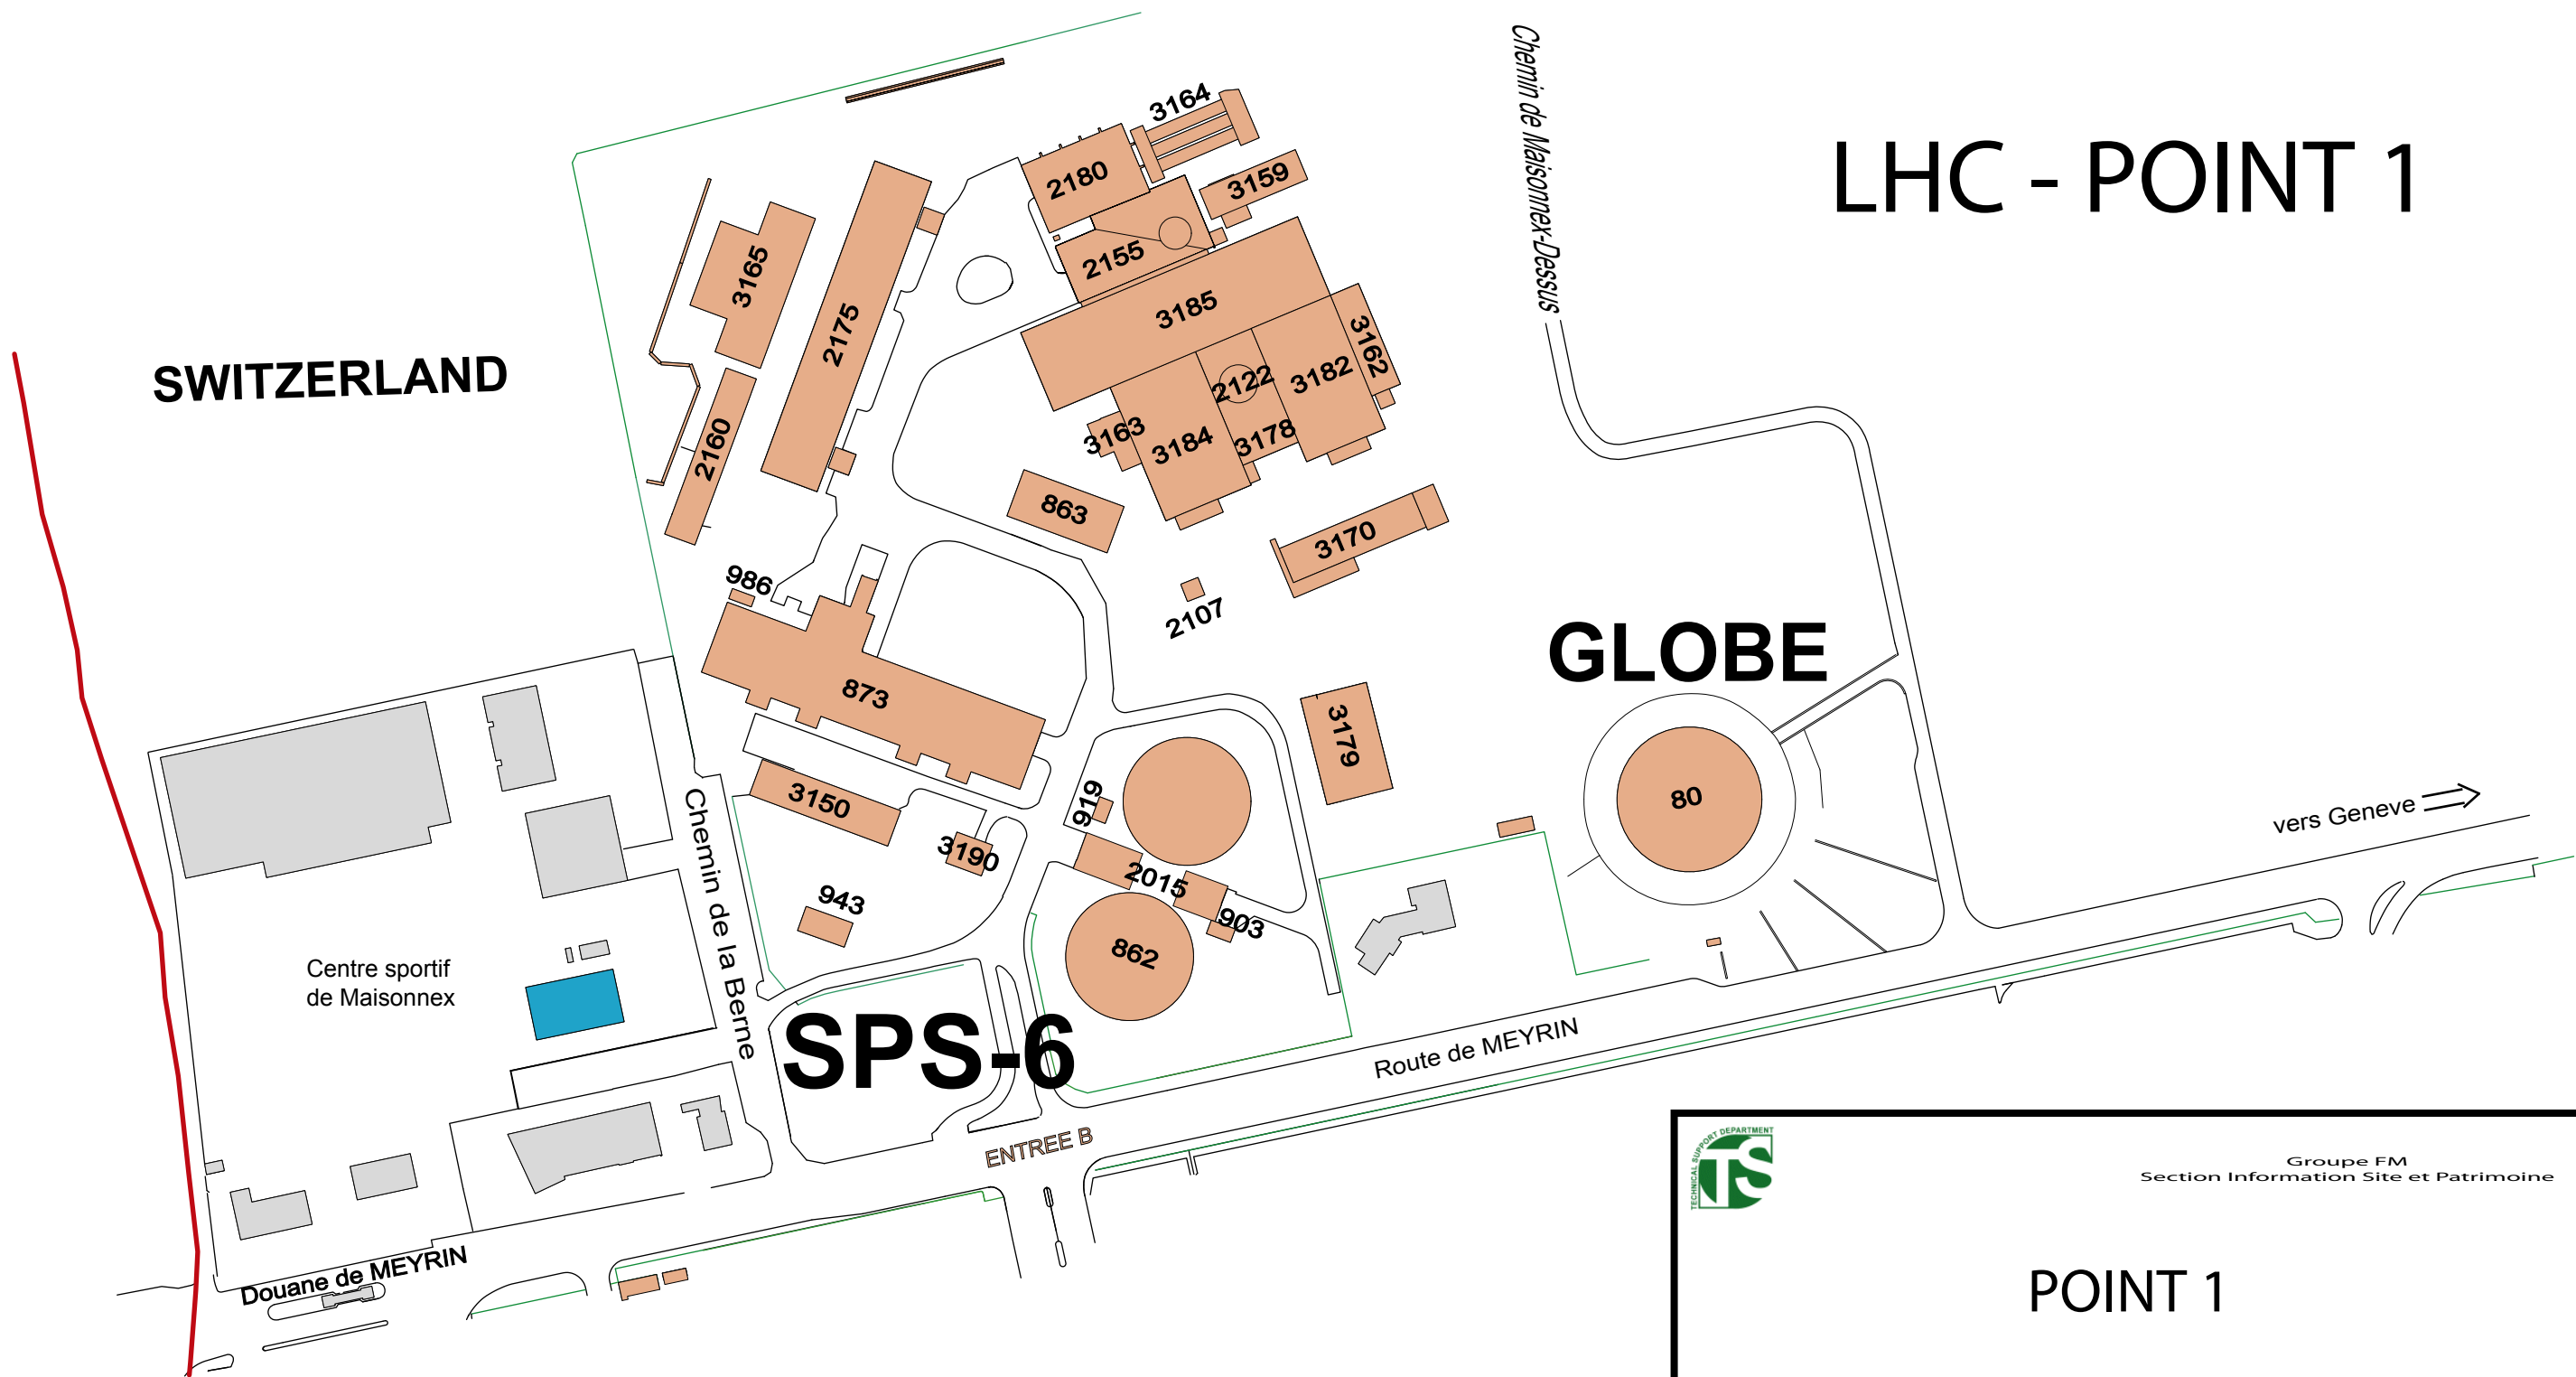 Chemin de Maisonnex-Dessus
LHC - POINT 1
3164
2180
3159
3165
2155
2175
3185
3162
SWITZERLAND
2122
3182
2160
3163
3184
3178
863
3170
986
2107
GLOBE
873
3179
80
3150
919
vers Geneve
3190
2015
943
903
862
Chemin de la Berne
Centre sportif
de Maisonnex
SPS-6
Route de MEYRIN
ENTREE B
TECHNICAL SUPPORT DEPARTMENT
TS
Groupe FM
Section Information Site et Patrimoine
Douane de MEYRIN
POINT 1